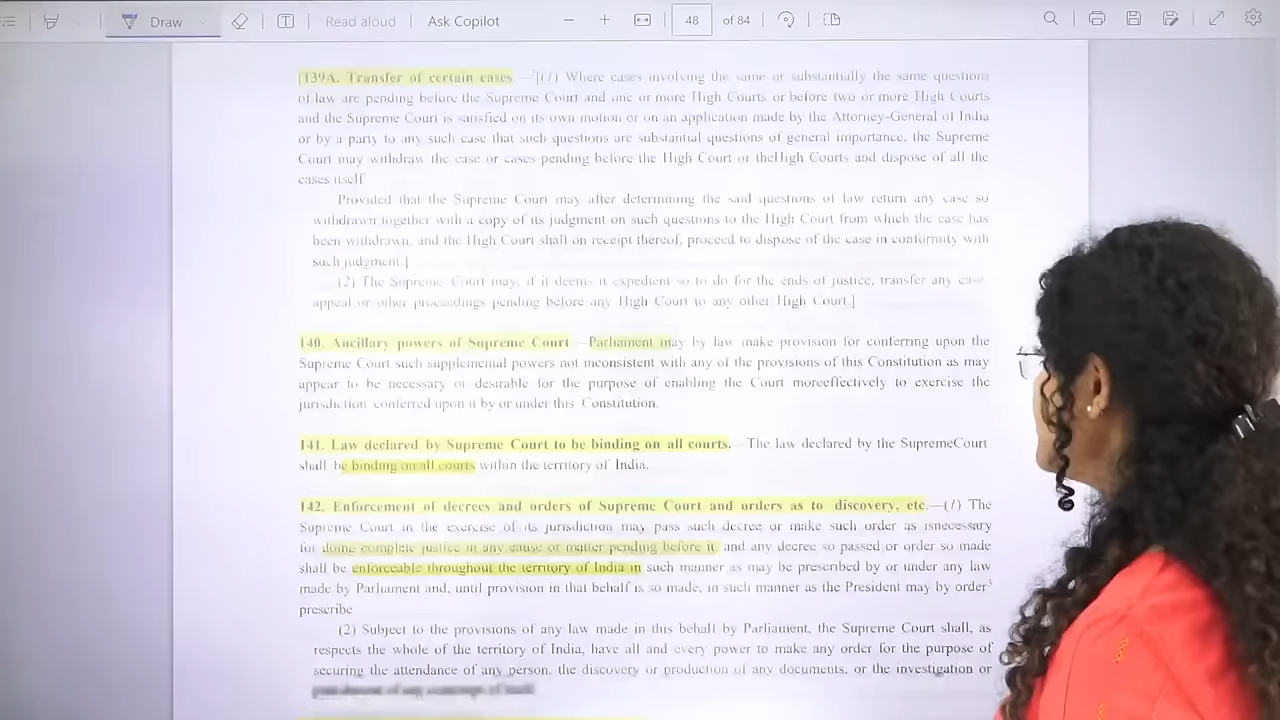 Draw
Read aloud
Ask Copilot
48
of 84
[139A. Transfer of certain cases.—¹[(1) Where cases involving the same or substantially the same questions
of law are pending before the Supreme Court and one or more High Courts or before two or more High Courts
and the Supreme Court is satisfied on its own motion or on an application made by the Attorney-General of India
or by a party to any such case that such questions are substantial questions of general importance, the Supreme
Court may withdraw the case or cases pending before the High Court or theHigh Courts and dispose of all the
cases itself:
Provided that the Supreme Court may after determining the said questions of law return any case so
withdrawn together with a copy of its judgment on such questions to the High Court from which the case has
been withdrawn, and the High Court shall on receipt thereof, proceed to dispose of the case in conformity with
such judgment.]
(2) The Supreme Court may, if it deems it expedient so to do for the ends of justice, transfer any case,
appeal or other proceedings pending before any High Court to any other High Court.]
140. Ancillary powers of Supreme Court.—Parliament may by law make provision for conferring upon the
Supreme Court such supplemental powers not inconsistent with any of the provisions of this Constitution as may
appear to be necessary or desirable for the purpose of enabling the Court moreeffectively to exercise the
jurisdiction conferred upon it by or under this Constitution.
141. Law declared by Supreme Court to be binding on all courts.—The law declared by the SupremeCourt
shall be binding on all courts within the territory of India.
142. Enforcement of decrees and orders of Supreme Court and orders as to discovery, etc.—(1) The
Supreme Court in the exercise of its jurisdiction may pass such decree or make such order as isnecessary
for doing complete justice in any cause or matter pending before it, and any decree so passed or order so made
shall be enforceable throughout the territory of India in such manner as may be prescribed by or under any law
made by Parliament and, until provision in that behalf is so made, in such manner as the President may by order³
prescribe
(2) Subject to the provisions of any law made in this behalf by Parliament, the Supreme Court shall, as
respects the whole of the territory of India, have all and every power to make any order for the purpose of
securing the attendance of any person, the discovery or production of any documents, or the investigation or